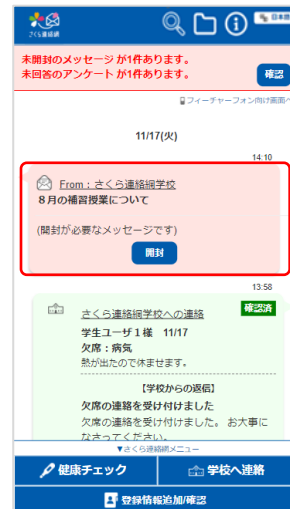 さくら連絡網
日本語
未開封のメッセージが1件あります。
未回答のアンケートが1件あります。
確認
フィーチャーフォン向け画面へ
11/17(火)
14:10
From：さくら連絡網学校
８月の補習授業について
(開封が必要なメッセージです)
開封
13:58
さくら連絡網学校への連絡
確認済
学生ユーザ１様 11/17
欠席：病気
熱が出たので休ませます。
【学校からの返信】
欠席の連絡を受け付けました
欠席の連絡を受け付けました。 お大事に
なさってください。
▼さくら連絡網メニュー
健康チェック
学校へ連絡
登録情報追加/確認